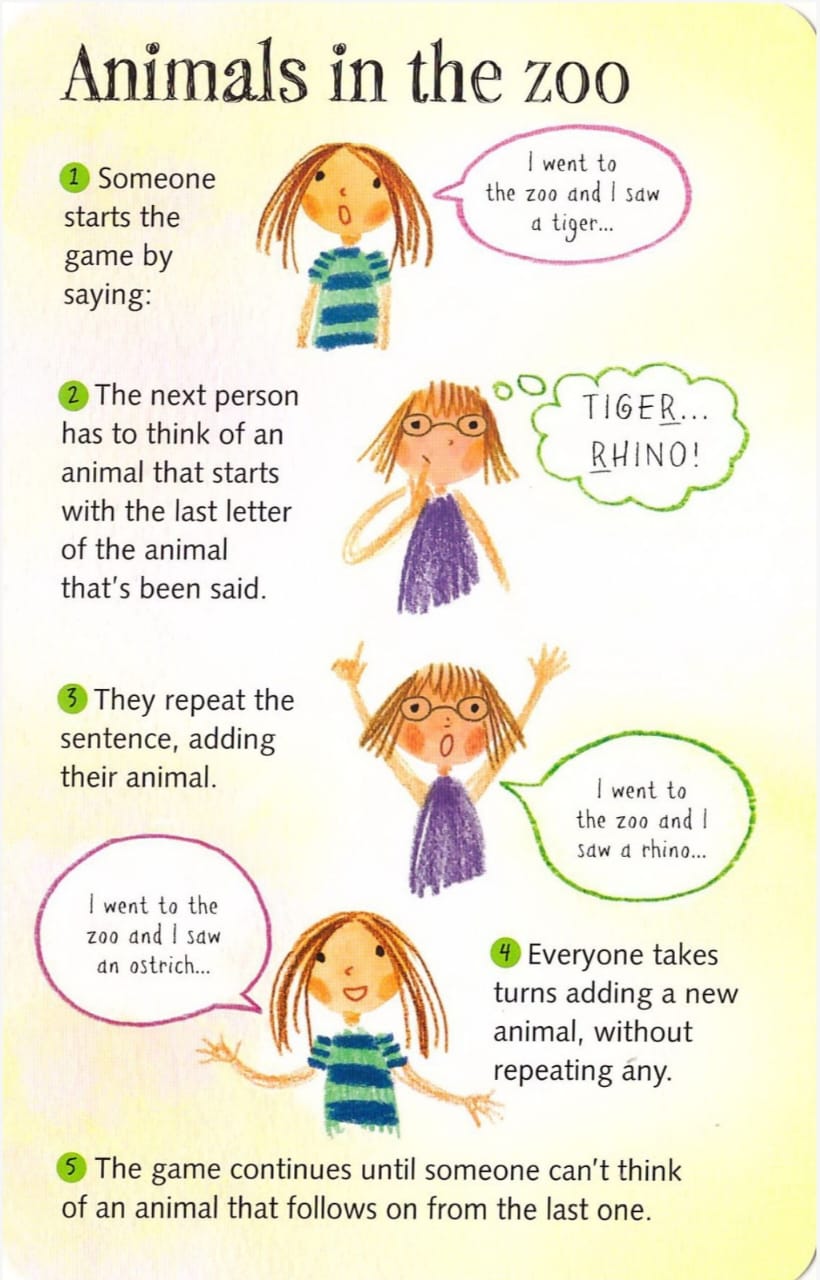 Animals in the zoo
1 Someone
starts the
game by
saying:
I went to
the zoo and I saw
a tiger...
2 The next person
has to think of an
animal that starts
with the last letter
of the animal
that's been said.
TIGER...
RHINO!
3 They repeat the
sentence, adding
their animal.
I went to
the zoo and I
saw a rhino...
I went to the
zoo and I saw
an ostrich...
4 Everyone takes
turns adding a new
animal, without
repeating any.
5 The game continues until someone can't think
of an animal that follows on from the last one.